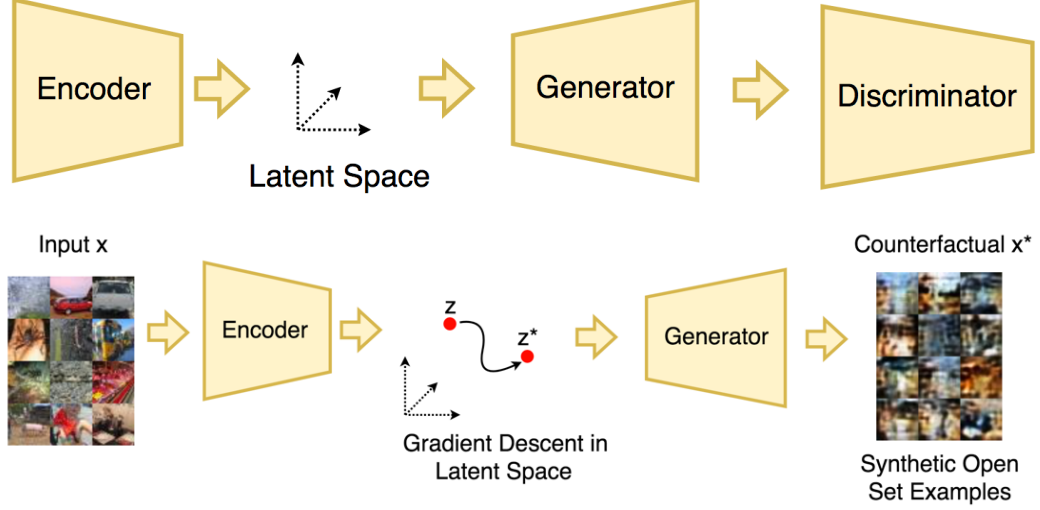 Encoder
Latent Space
Generator
Discriminator
Input x
Counterfactual x*
Encoder
z
z*
Generator
Gradient Descent in
Latent Space
Synthetic Open
Set Examples